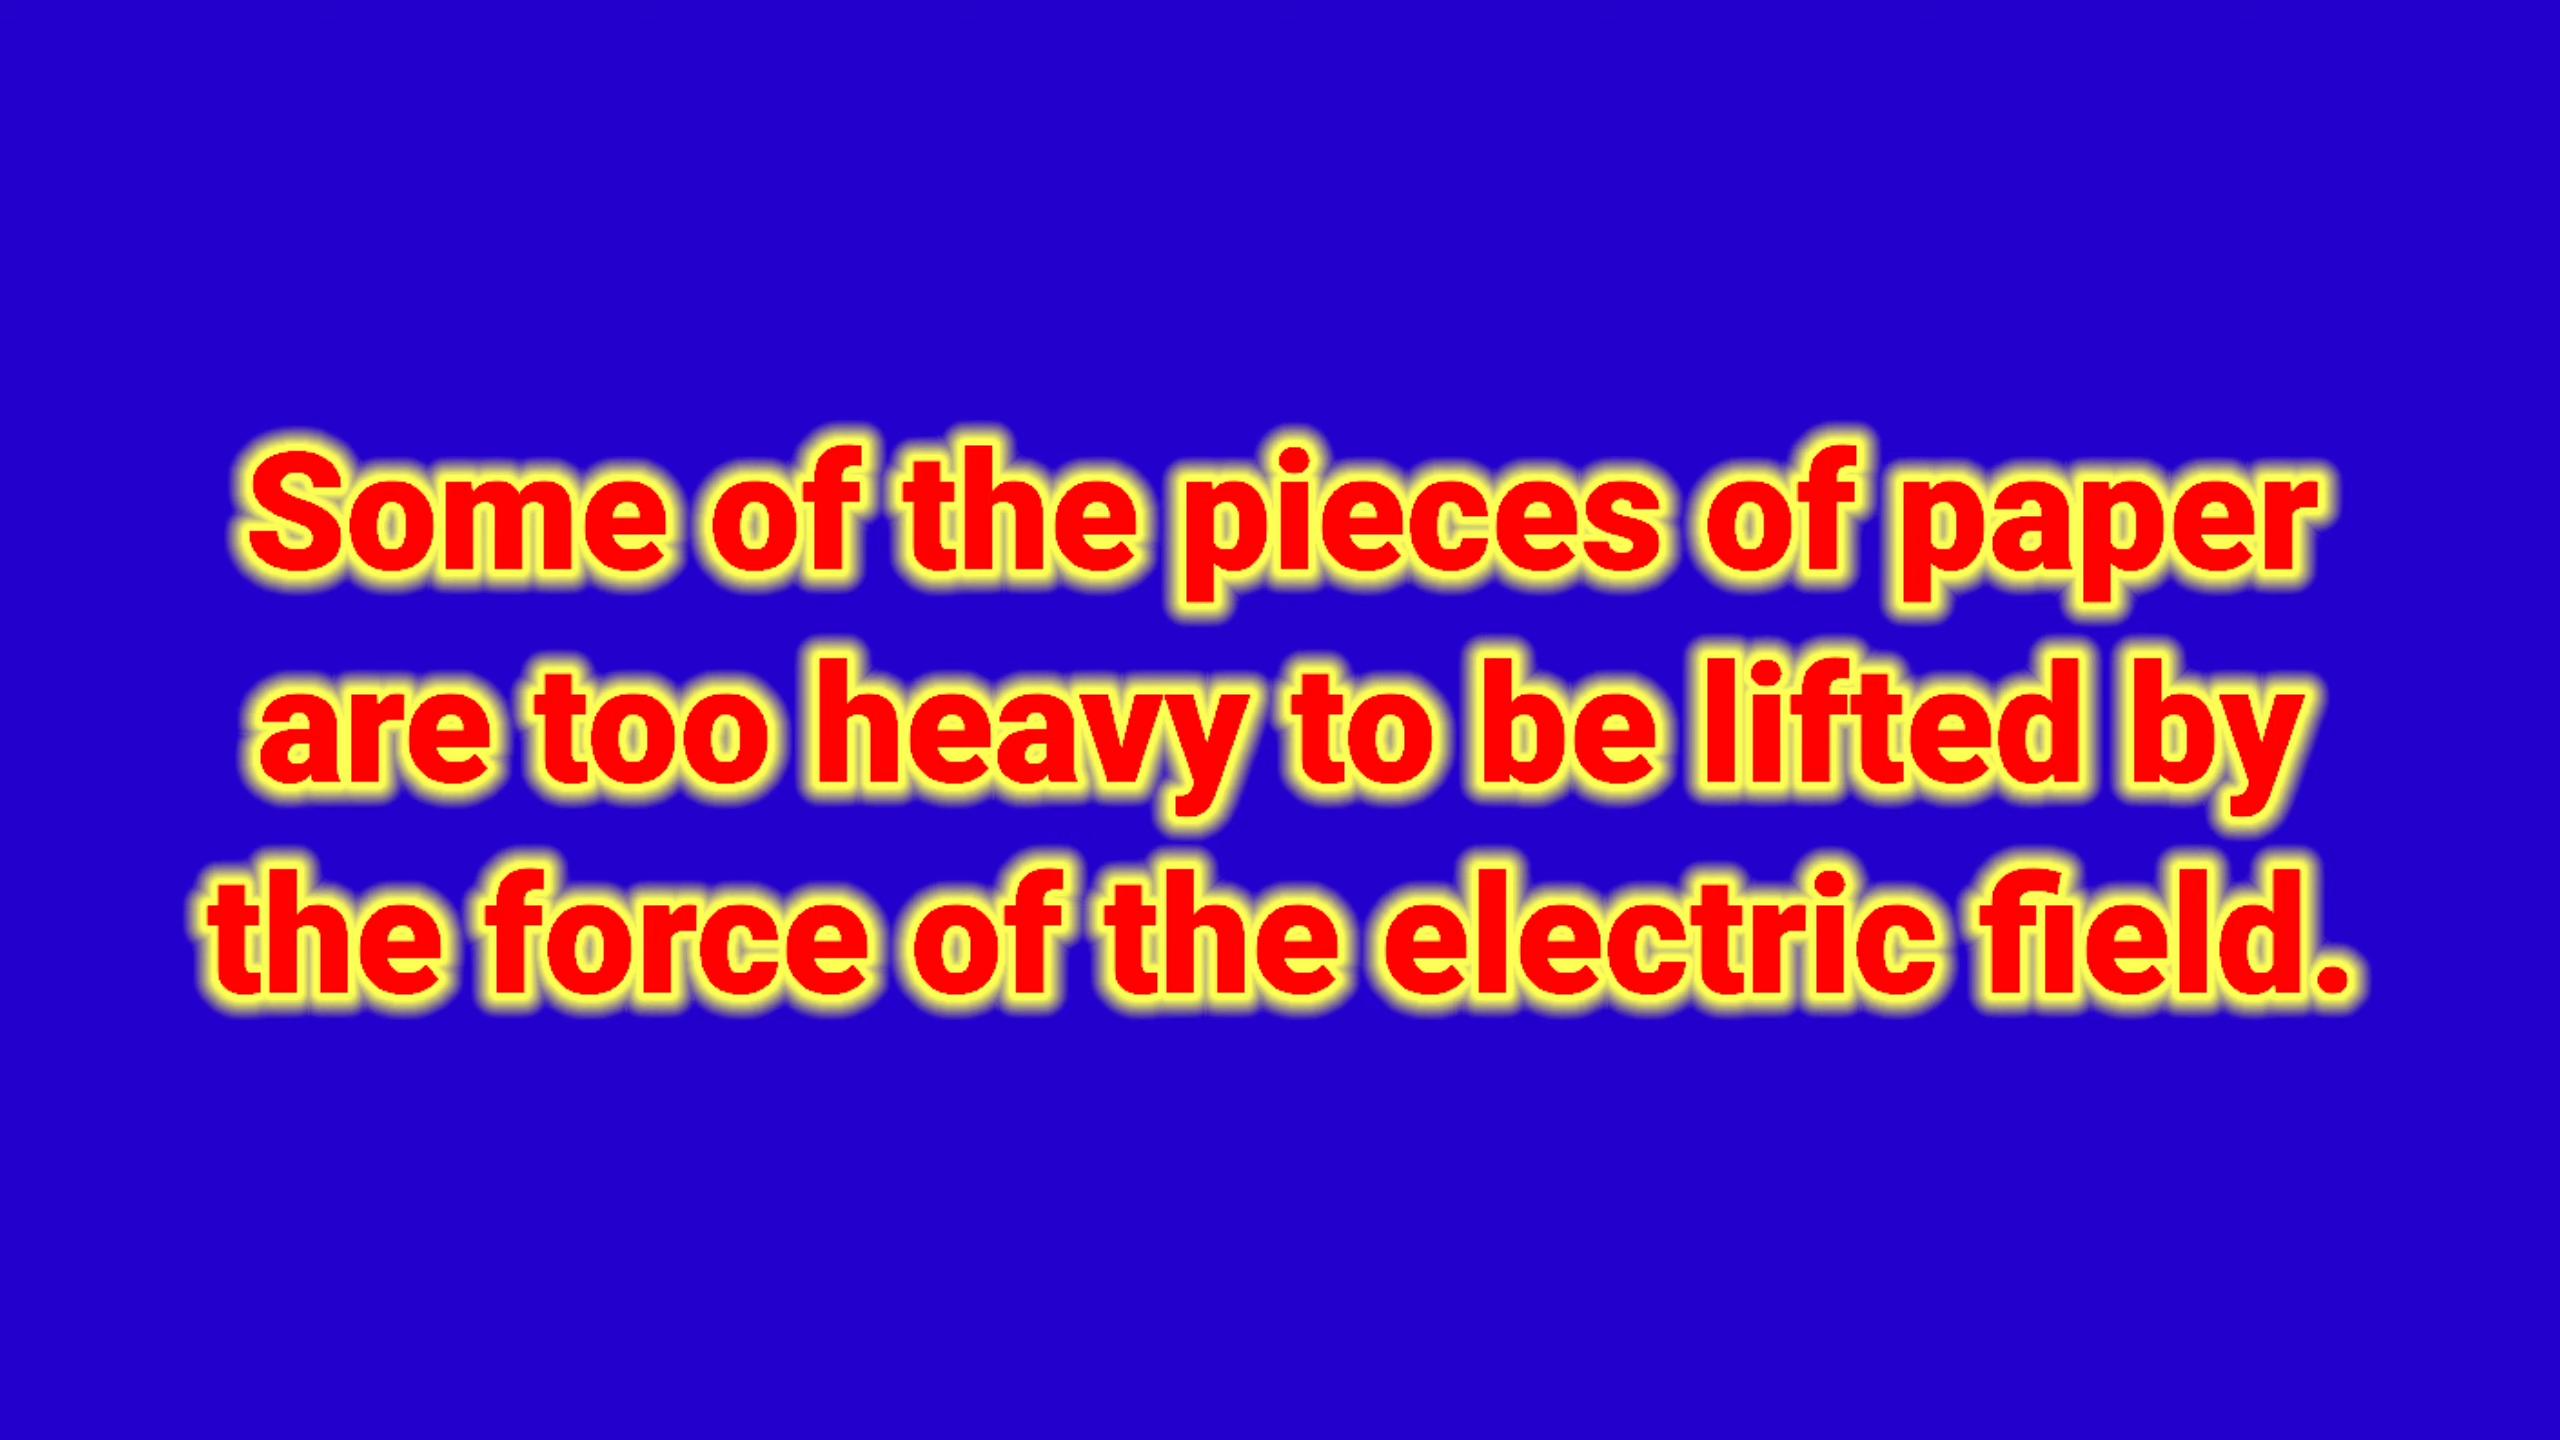 Some of the pieces of paper
are too heavy to be lifted by
the force of the electric field.